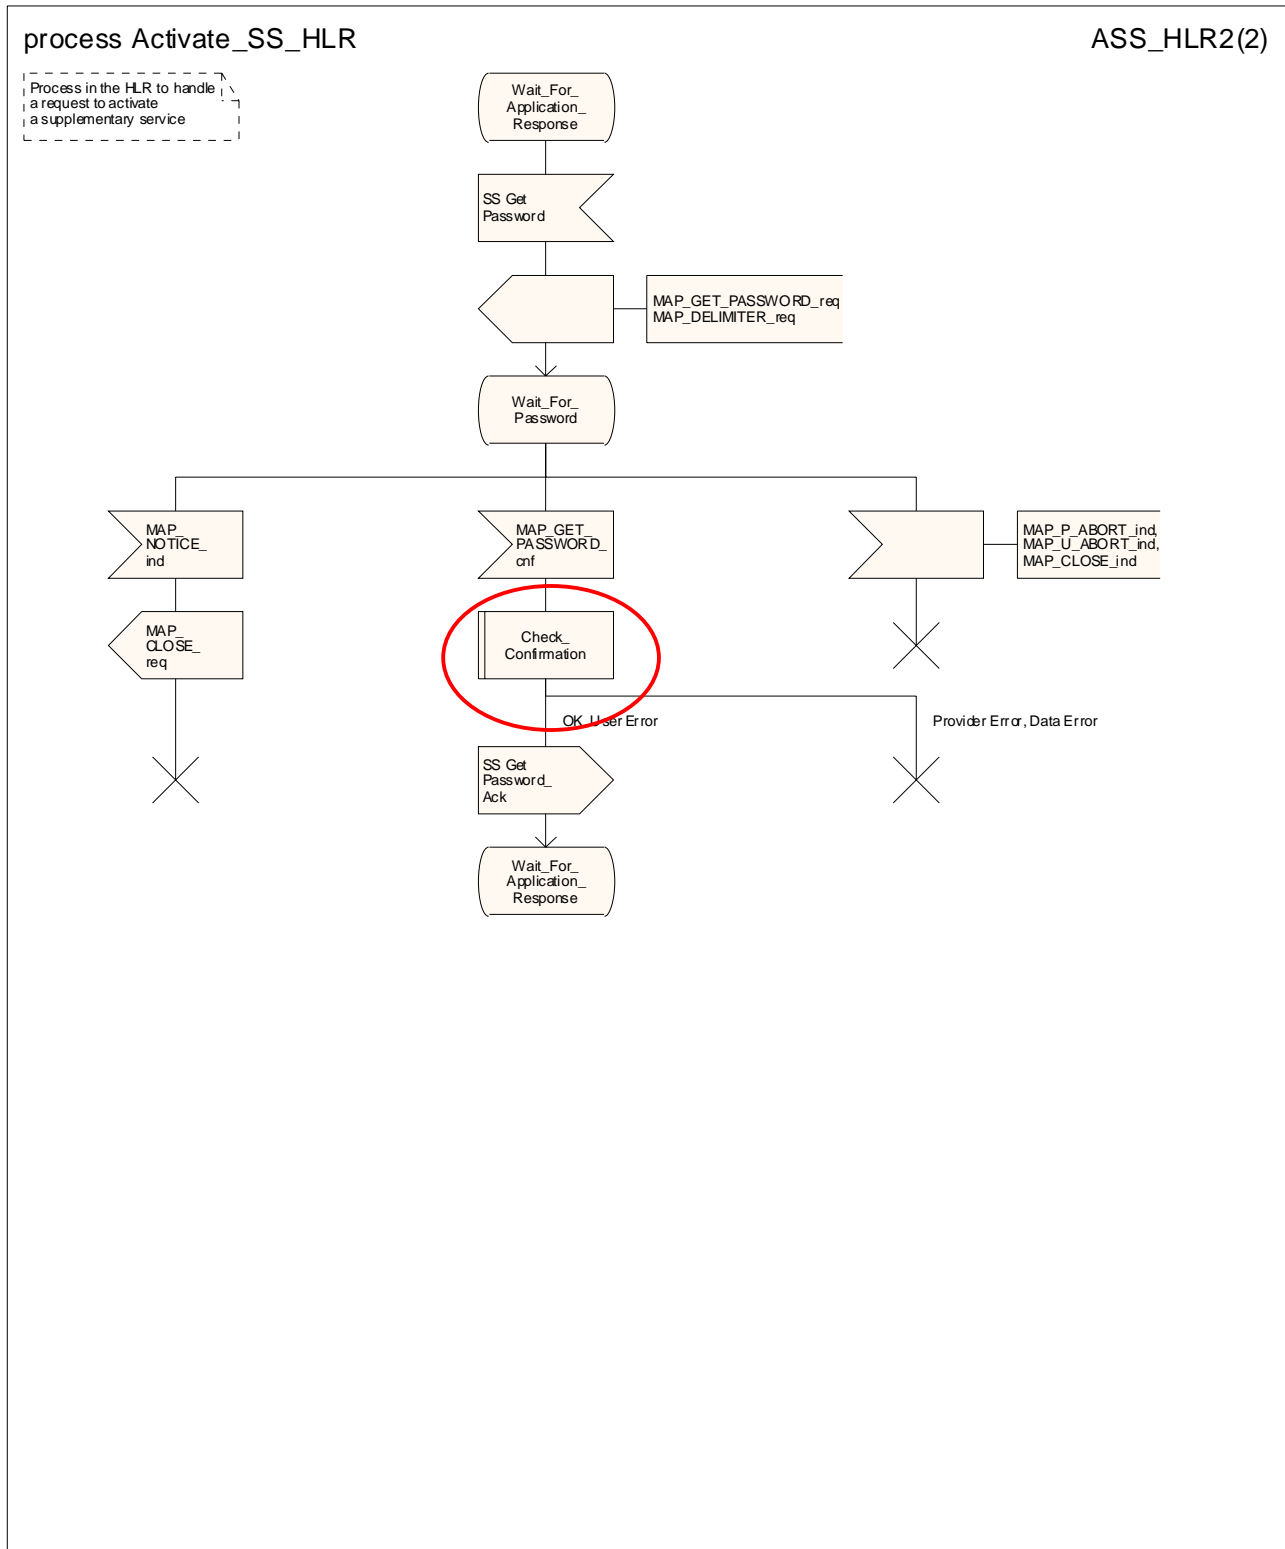 process Activate_SS_HLR
ASS_HLR2(2)
Process in the HLR to handle
a request to activate
a supplementary service
Wait_For_
Application_
Response
SS Get
Password
MAP_GET_PASSWORD_req
MAP_DELIMITER_req
Wait_For_
Password
MAP_
NOTICE_
ind
MAP_GET_
PASSWORD_
cnf
MAP_P_ABORT_ind,
MAP_U_ABORT_ind,
MAP_CLOSE_ind
MAP_
CLOSE_
req
Check_
Confirmation
OK, User Error
Provider Error, Data Error
SS Get
Password_
Ack
Wait_For_
Application_
Response